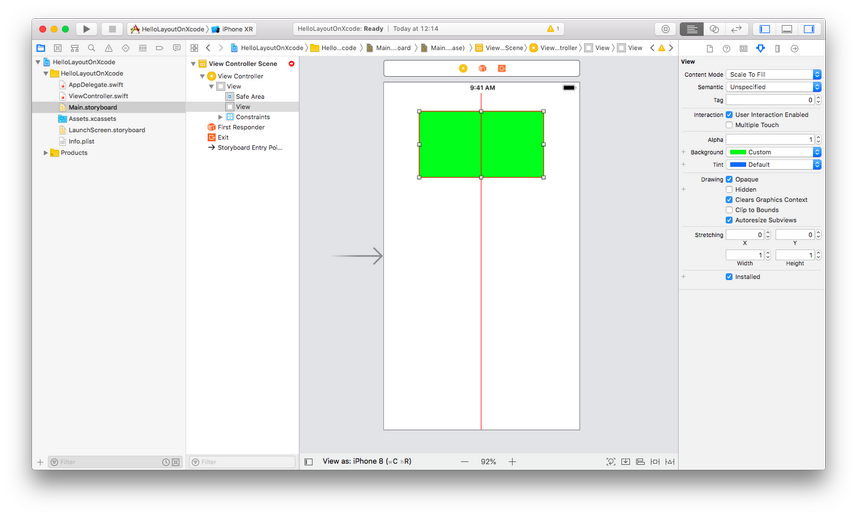 HelloLayoutOnXcode 〉 iPhone XR
HelloLayoutOnXcode: Ready | Today at 12:14
1
HelloLayoutOnXcode 〉 Hello...code 〉 Main....oard 〉 Main....ase) 〉 View...Scene) 〉 View...troller 〉 View 〉 View
HelloLayoutOnXcode
HelloLayoutOnXcode
AppDelegate.swift
ViewController.swift
Main.storyboard
Assets.xcassets
LaunchScreen.storyboard
Info.plist
Products
Filter
View Controller Scene
View Controller
View
Safe Area
View
Constraints
First Responder
Exit
Storyboard Entry Poi...
Filter
9:41 AM
View as: iPhone 8 (wC hR)
92%
View
Content Mode Scale To Fill
Semantic Unspecified
Tag 0
Interaction User Interaction Enabled
Multiple Touch
Alpha 1
Background Custom
Tint Default
Drawing Opaque
Hidden
Clears Graphics Context
Clip to Bounds
Autoresize Subviews
Stretching 0 0
X Y
1 1
Width Height
Installed